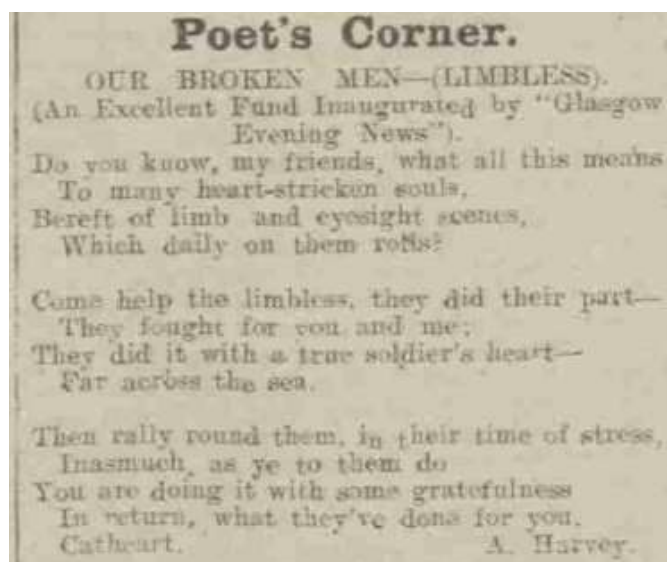 Poet's Corner.
OUR BROKEN MEN—(LIMBLESS).
(An Excellent Fund Inaugurated by "Glasgow
Evening News").
Do you know, my friends, what all this means
To many heart-stricken souls,
Bereft of limb and eyesight scenes,
Which daily on them rolls?
Come help the limbless, they did their part—
They fought for you and me;
They did it with a true soldier's heart—
Far across the sea.
Then rally round them, in their time of stress,
Inasmuch, as ye to them do
You are doing it with some gratefulness
In return, what they've done for you.
Cathcart. A. Harvey.